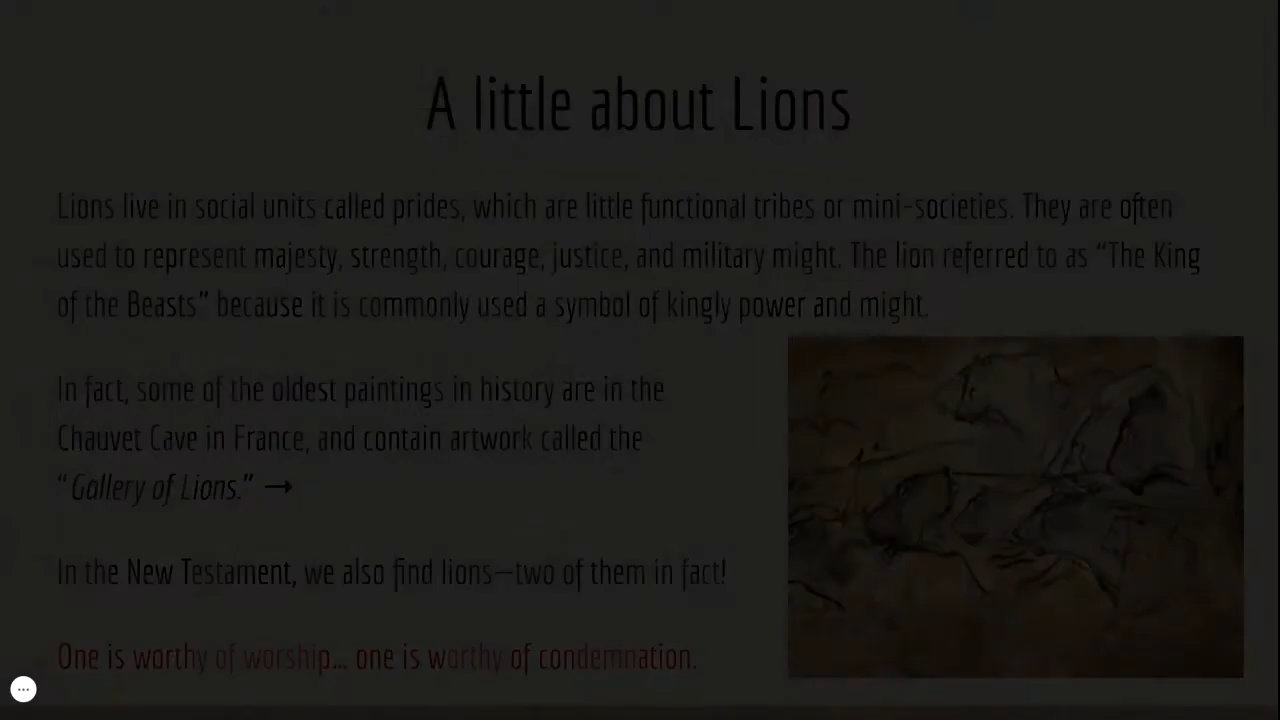 A little about Lions
Lions live in social units called prides, which are little functional tribes or mini-societies. They are often
used to represent majesty, strength, courage, justice, and military might. The lion referred to as “The King
of the Beasts” because it is commonly used a symbol of kingly power and might.
In fact, some of the oldest paintings in history are in the
Chauvet Cave in France, and contain artwork called the
“Gallery of Lions.” →
In the New Testament, we also find lions—two of them in fact!
One is worthy of worship... one is worthy of condemnation.